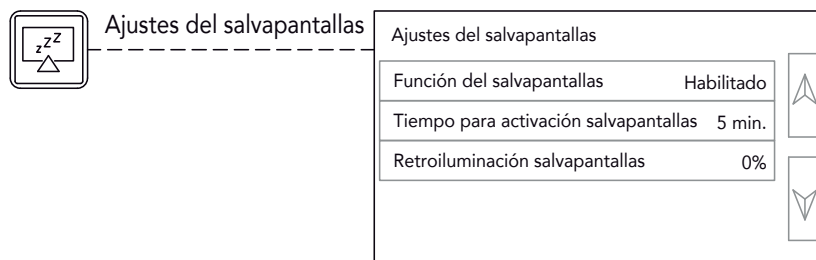 zzZ
Ajustes del salvapantallas
Ajustes del salvapantallas
Función del salvapantallas Habilitado
Tiempo para activación salvapantallas 5 min.
Retroiluminación salvapantallas 0%